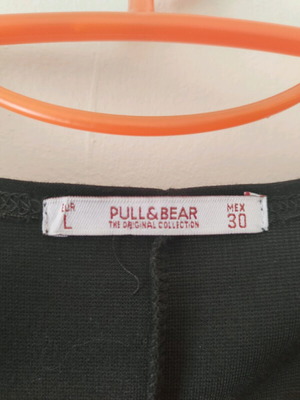 EUR
L
PULL&BEAR
THE ORIGINAL COLLECTION
MEX
30